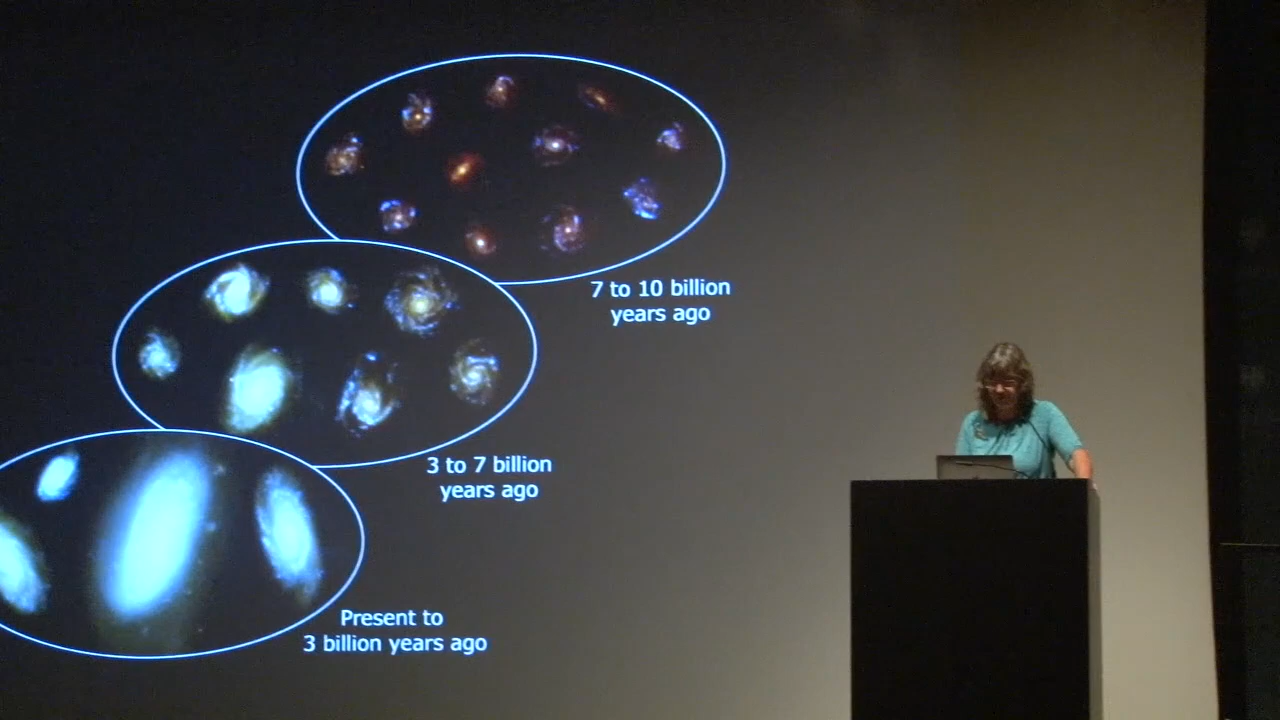 7 to 10 billion
years ago
3 to 7 billion
years ago
Present to
3 billion years ago